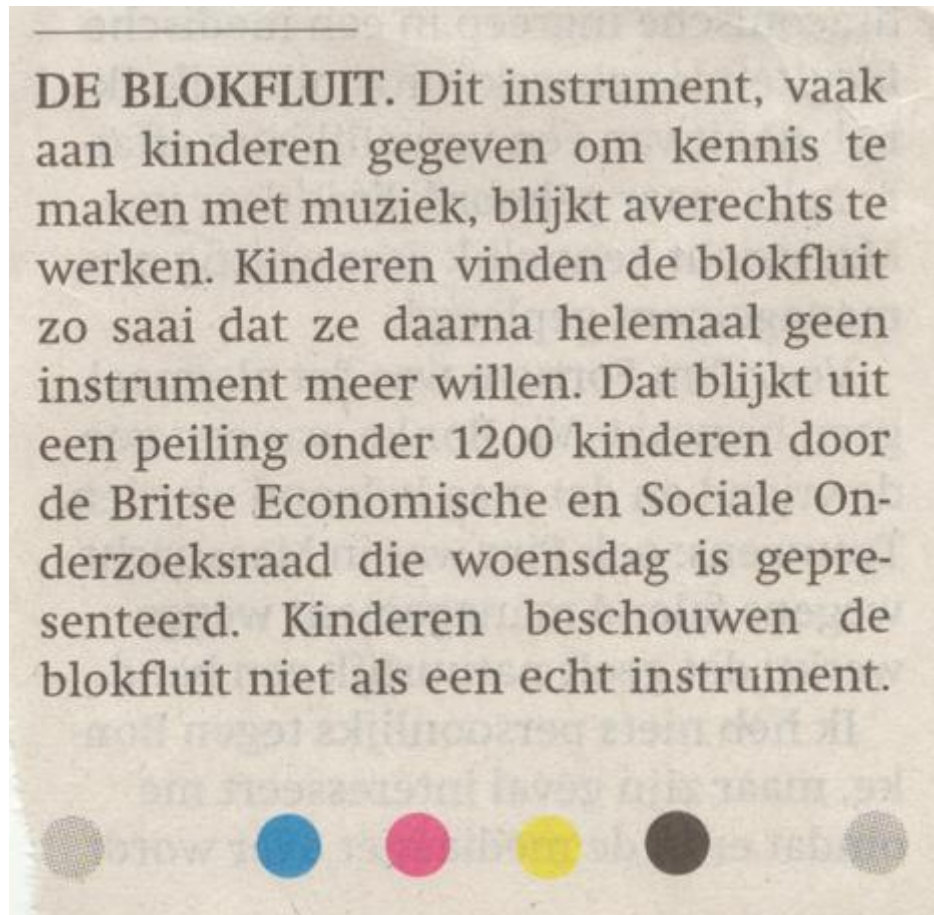 DE BLOKFLUIT. Dit instrument, vaak
aan kinderen gegeven om kennis te
maken met muziek, blijkt averechts te
werken. Kinderen vinden de blokfluit
zo saai dat ze daarna helemaal geen
instrument meer willen. Dat blijkt uit
een peiling onder 1200 kinderen door
de Britse Economische en Sociale On-
derzoeksraad die woensdag is gepre-
senteerd. Kinderen beschouwen de
blokfluit niet als een echt instrument.